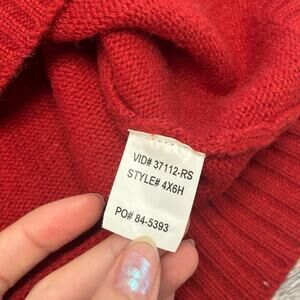 VID# 37112-RS
STYLE# 4X6H
PO# 84-5393